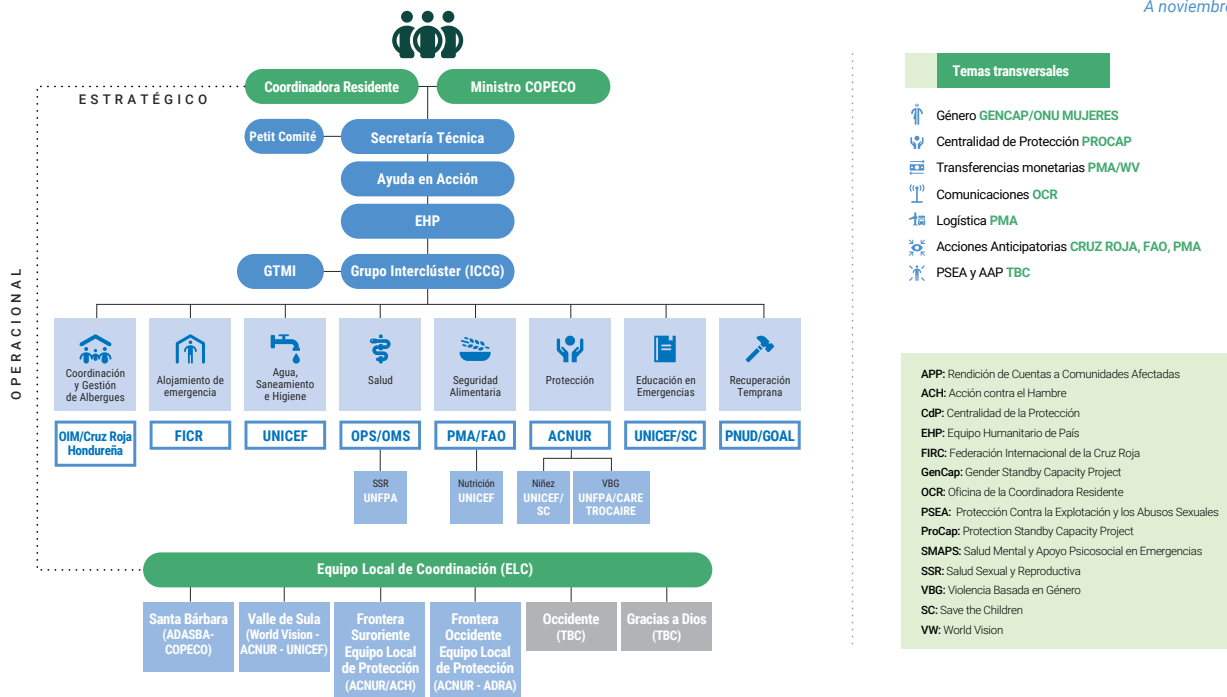 A noviembre
Coordinadora Residente
Ministro COPECO
ESTRATÉGICO
Petit Comité
Secretaría Técnica
Ayuda en Acción
EHP
GTMI
Grupo Interclúster (ICCG)
OPERACIONAL
Coordinación
y Gestión
de Albergues
Alojamiento de
emergencia
Agua,
Saneamiento
e Higiene
Salud
Seguridad
Alimentaria
Protección
Educación en
Emergencias
Recuperación
Temprana
OIM/Cruz Roja
Hondureña
FICR
UNICEF
OPS/OMS
PMA/FAO
ACNUR
UNICEF/SC
PNUD/GOAL
SSR
UNFPA
Nutrición
UNICEF
Niñez
UNICEF/
SC
VBG
UNFPA/CARE
TROCAIRE
Equipo Local de Coordinación (ELC)
Santa Bárbara
(ADASBA-
COPECO)
Valle de Sula
(World Vision -
ACNUR - UNICEF)
Frontera
Suroriente
Equipo Local
de Protección
(ACNUR/ACH)
Frontera
Occidente
Equipo Local
de Protección
(ACNUR - ADRA)
Occidente
(TBC)
Gracias a Dios
(TBC)
Temas transversales
Género GENCAP/ONU MUJERES
Centralidad de Protección PROCAP
Transferencias monetarias PMA/WV
Comunicaciones OCR
Logística PMA
Acciones Anticipatorias CRUZ ROJA, FAO, PMA
PSEA y AAP TBC
APP: Rendición de Cuentas a Comunidades Afectadas
ACH: Acción contra el Hambre
CdP: Centralidad de la Protección
EHP: Equipo Humanitario de País
FIRC: Federación Internacional de la Cruz Roja
GenCap: Gender Standby Capacity Project
OCR: Oficina de la Coordinadora Residente
PSEA: Protección Contra la Explotación y los Abusos Sexuales
ProCap: Protection Standby Capacity Project
SMAPS: Salud Mental y Apoyo Psicosocial en Emergencias
SSR: Salud Sexual y Reproductiva
VBG: Violencia Basada en Género
SC: Save the Children
VW: World Vision